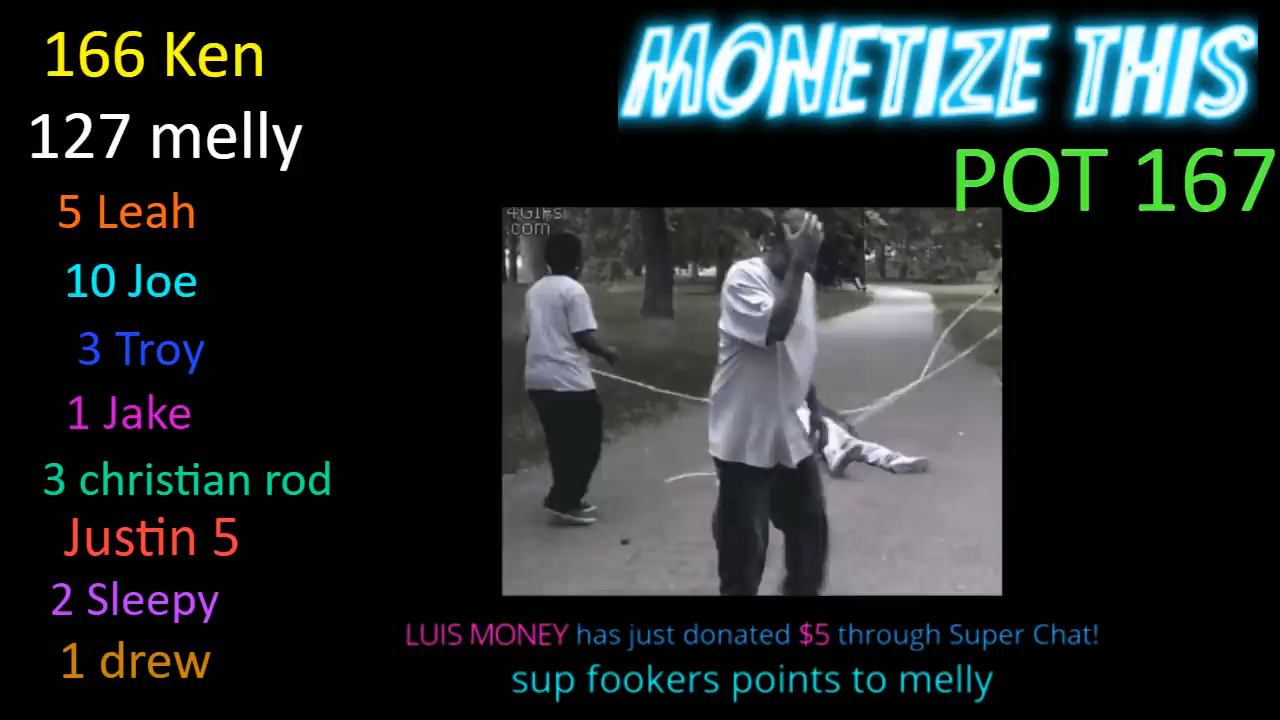 166 Ken
127 melly
5 Leah
10 Joe
3 Troy
1 Jake
3 christian rod
Justin 5
2 Sleepy
1 drew
MONETIZE THIS
POT 167
4GIFs
.com
LUIS MONEY has just donated $5 through Super Chat!
sup fookers points to melly